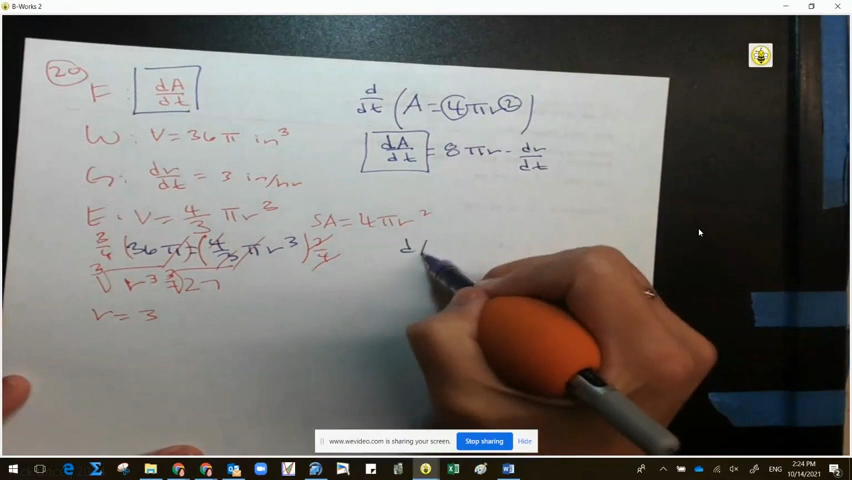 B-Works 2
20
F: dA/dt
W: V = 36π in³
G: dr/dt = 3 in/hr
E: V = 4/3 πr³
SA = 4πr²
3/4 (36π) = (4/3 πr³) 3/4
∛r³ = ∛27
r = 3
d/dt (A = 4πr²)
dA/dt = 8πr · dr/dt
d/
www.wevideo.com is sharing your screen.
Stop sharing
Hide
ENG
2:24 PM
10/14/2021
2